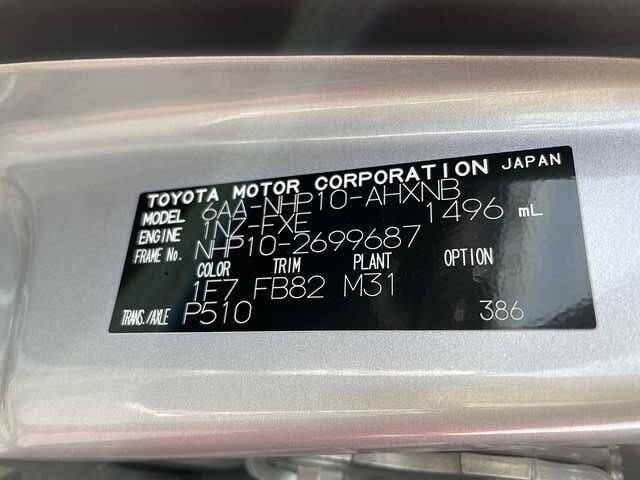 TOYOTA MOTOR CORPORATION JAPAN
MODEL 6AA-NHP10-AHXNB
ENGINE 1NZ-FXE 1496 mL
FRAME No. NHP10-2699687
COLOR TRIM PLANT OPTION
1F7 FB82 M31
TRANS./AXLE P510 386